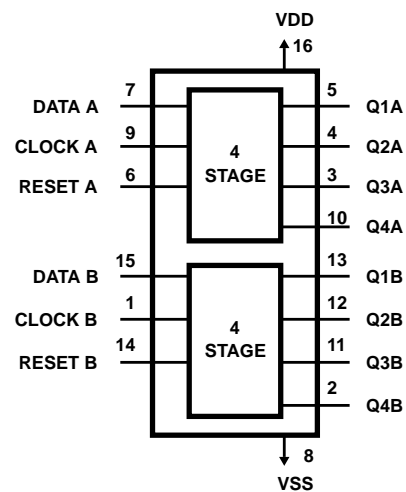 VDD
16
DATA A 7 5 Q1A
CLOCK A 9 4 Q2A
RESET A 6 3 Q3A
4
STAGE
10 Q4A
DATA B 15 13 Q1B
CLOCK B 1 12 Q2B
RESET B 14 11 Q3B
4
STAGE
2 Q4B
8
VSS